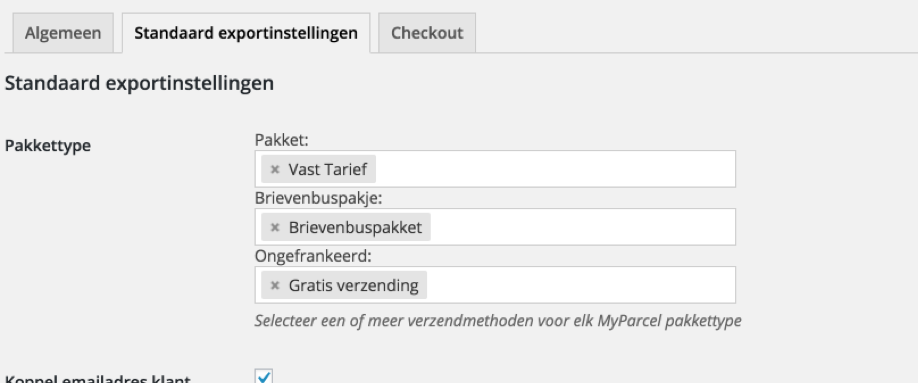 Algemeen
Standaard exportinstellingen
Checkout
Standaard exportinstellingen
Pakkettype
Pakket:
× Vast Tarief
Brievenbuspakje:
× Brievenbuspakket
Ongefrankeerd:
× Gratis verzending
Selecteer een of meer verzendmethoden voor elk MyParcel pakkettype
Koppel emailadres klant